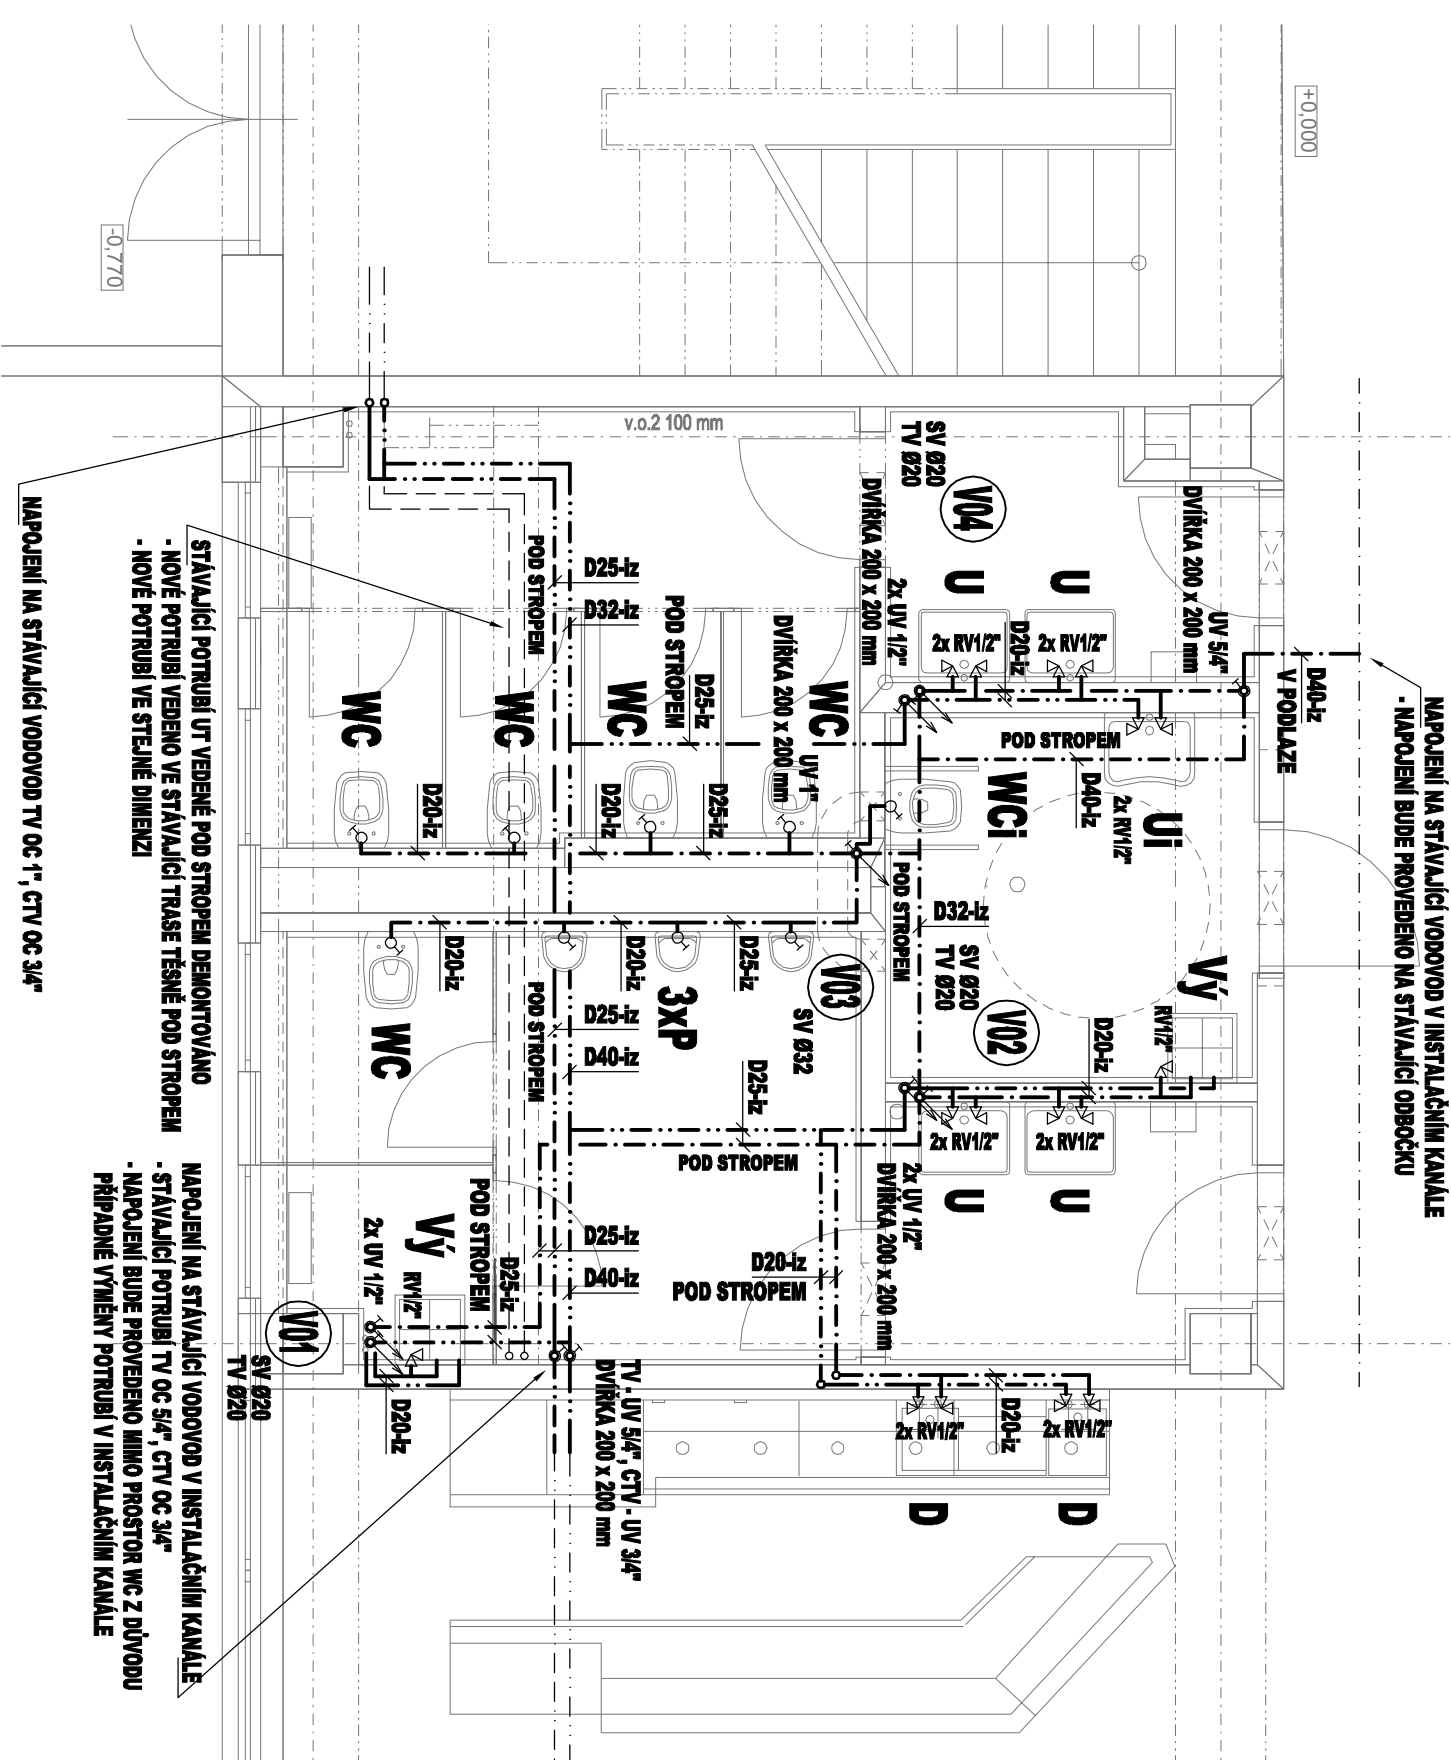 +0,000
-0,770
v.o.2 100 mm
NAPOJENÍ NA STÁVAJÍCÍ VODOVOD V INSTALAČNÍM KANÁLE
- NAPOJENÍ BUDE PROVEDENO NA STÁVAJÍCÍ ODBOČKU
D40-iz
V PODLAZE
UV 5/4"
DVÍŘKA 200 x 200 mm
SV Ø20
TV Ø20
V04
U
U
2x RV1/2"
2x RV1/2"
D20-iz
2x UV 1/2"
DVÍŘKA 200 x 200 mm
POD STROPEM
D40-iz
2x RV1/2"
Ui
WCi
D25-iz
D32-iz
POD STROPEM
POD STROPEM
D25-iz
UV 1"
DVÍŘKA 200 x 200 mm
WC
WC
WC
WC
D20-iz
D20-iz
D25-iz
POD STROPEM
D32-iz
SV Ø20
TV Ø20
V02
Vý
RV1/2"
D20-iz
V03
SV Ø32
D20-iz
D20-iz
D25-iz
3xP
WC
POD STROPEM
D25-iz
D40-iz
D25-iz
POD STROPEM
2x RV1/2"
2x RV1/2"
U
U
2x UV 1/2"
DVÍŘKA 200 x 200 mm
D25-iz
D40-iz
D20-iz
POD STROPEM
POD STROPEM
D25-iz
Vý
RV1/2"
2x UV 1/2"
V01
SV Ø20
TV Ø20
D20-iz
TV - UV 5/4", CTV - UV 3/4"
DVÍŘKA 200 x 200 mm
D20-iz
2x RV1/2"
2x RV1/2"
D
D
STÁVAJÍCÍ POTRUBÍ UT VEDENÉ POD STROPEM DEMONTOVÁNO
- NOVÉ POTRUBÍ VEDENO VE STÁVAJÍCÍ TRASE TĚSNĚ POD STROPEM
- NOVÉ POTRUBÍ VE STEJNÉ DIMENZI
NAPOJENÍ NA STÁVAJÍCÍ VODOVOD TV OC 1", CTV OC 3/4"
NAPOJENÍ NA STÁVAJÍCÍ VODOVOD V INSTALAČNÍM KANÁLE
- STÁVAJÍCÍ POTRUBÍ TV OC 5/4", CTV OC 3/4"
- NAPOJENÍ BUDE PROVEDENO MIMO PROSTOR WC Z DŮVODU
PŘÍPADNÉ VÝMĚNY POTRUBÍ V INSTALAČNÍM KANÁLE